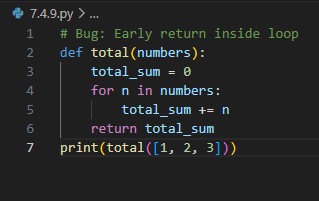 7.4.9.py > ...
1 # Bug: Early return inside loop
2 def total(numbers):
3     total_sum = 0
4     for n in numbers:
5         total_sum += n
6     return total_sum
7 print(total([1, 2, 3]))